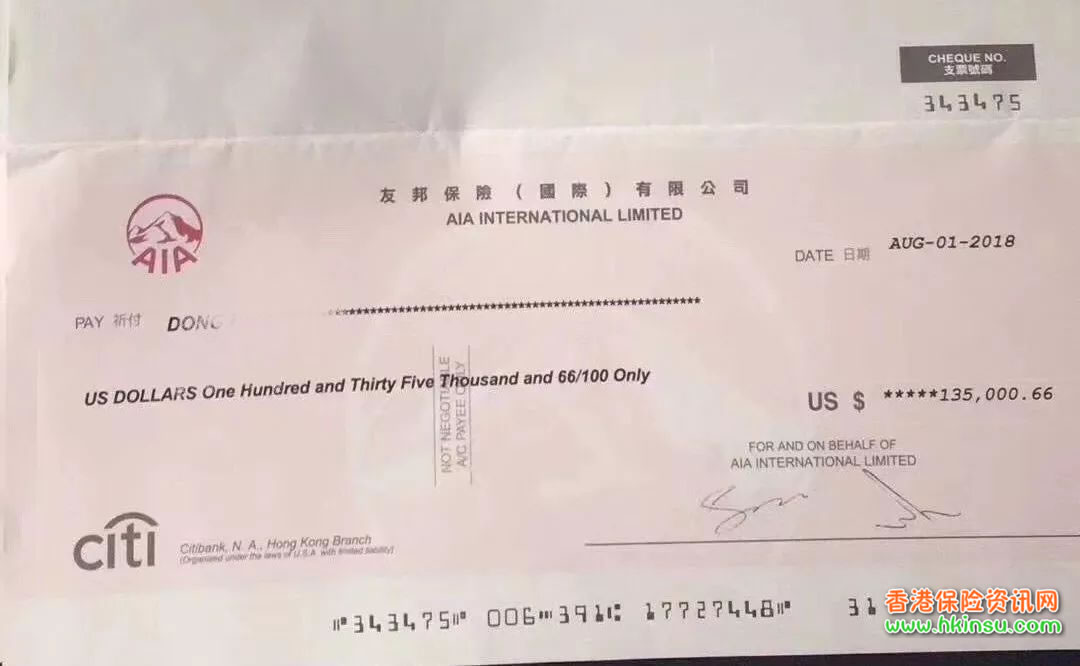 CHEQUE NO.
支票號碼
343475
友邦保險(國際)有限公司
AIA INTERNATIONAL LIMITED
AIA
DATE 日期 AUG-01-2018
PAY 祈付 DONG ****************************************************
US DOLLARS One Hundred and Thirty Five Thousand and 66/100 Only
NOT NEGOTIABLE
A/C PAYEE ONLY
US $ *****135,000.66
FOR AND ON BEHALF OF
AIA INTERNATIONAL LIMITED
citi
Citibank, N. A., Hong Kong Branch
(Organized under the laws of U.S.A. with limited liability)
⑈343475⑈ 006⑉391⑆ 17727448⑈ 31
香港保险资讯网
www.hkinsu.com